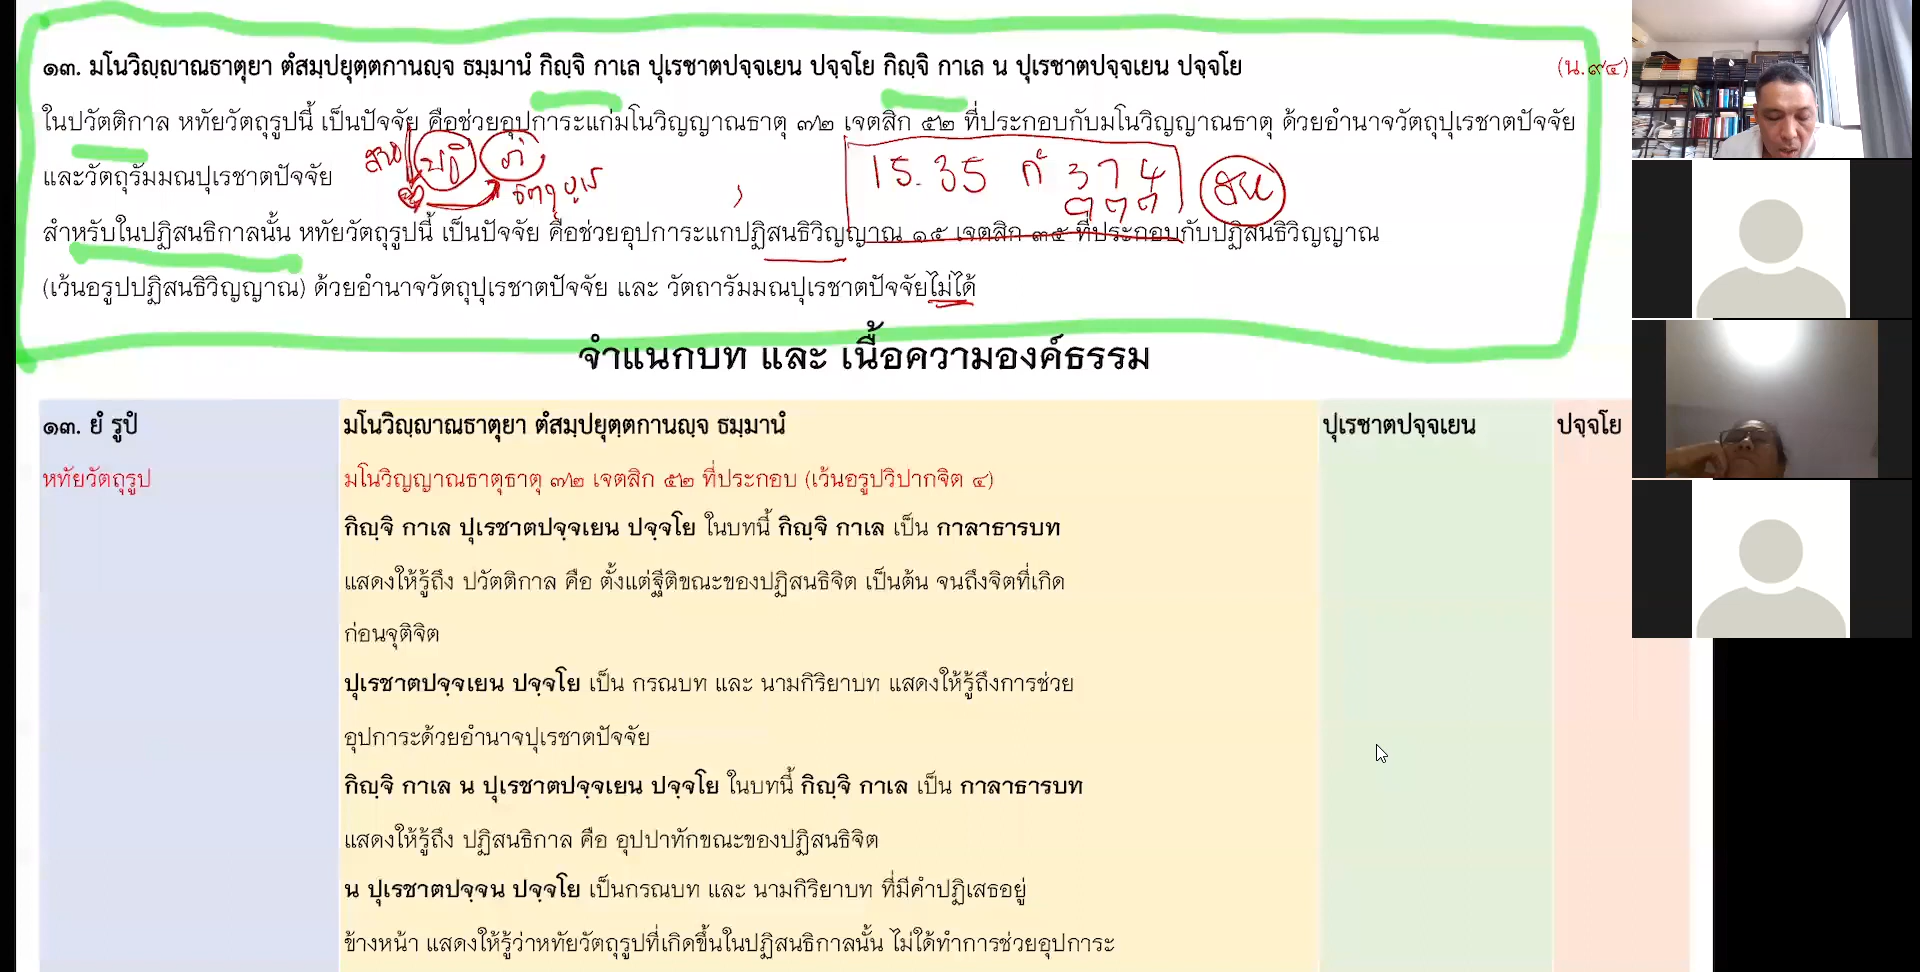 ๑๓. มโนวิญฺญาณธาตุยา ตํสมฺปยุตฺตกานญฺจ ธมฺมานํ กิญฺจิ กาเล ปุเรชาตปจฺจเยน ปจฺจโย กิญฺจิ กาเล น ปุเรชาตปจฺจเยน ปจฺจโย (น.๙๔)
ในปวัตติกาล หทัยวัตถุรูปนี้ เป็นปัจจัย คือช่วยอุปการะแก่มโนวิญญาณธาตุ ๓/๒ เจตสิก ๕๒ ที่ประกอบกับมโนวิญญาณธาตุ ด้วยอำนาจวัตถุปุเรชาตปัจจัย
และวัตถุรัมมณปุเรชาตปัจจัย
15. 35 ก 3 7 4
สำหรับในปฏิสนธิกาลนั้น หทัยวัตถุรูปนี้ เป็นปัจจัย คือช่วยอุปการะแกปฏิสนธิวิญญาณ ๑๕ เจตสิก ๓๕ ที่ประกอบกับปฏิสนธิวิญญาณ
(เว้นอรูปปฏิสนธิวิญญาณ) ด้วยอำนาจวัตถุปุเรชาตปัจจัย และ วัตถารัมมณปุเรชาตปัจจัยไม่ได้
จำแนกบท และ เนื้อความองค์ธรรม
๑๓. ยํ รูปํ มโนวิญฺญาณธาตุยา ตํสมฺปยุตฺตกานญฺจ ธมฺมานํ ปุเรชาตปจฺจเยน ปจฺจโย
หทัยวัตถุรูป มโนวิญญาณธาตุธาตุ ๓/๒ เจตสิก ๕๒ ที่ประกอบ (เว้นอรูปวิปากจิต ๔)
กิญฺจิ กาเล ปุเรชาตปจฺจเยน ปจฺจโย ในบทนี้ กิญฺจิ กาเล เป็น กาลาธารบท
แสดงให้รู้ถึง ปวัตติกาล คือ ตั้งแต่ฐีติขณะของปฏิสนธิจิต เป็นต้น จนถึงจิตที่เกิด
ก่อนจุติจิต
ปุเรชาตปจฺจเยน ปจฺจโย เป็น กรณบท และ นามกิริยาบท แสดงให้รู้ถึงการช่วย
อุปการะด้วยอำนาจปุเรชาตปัจจัย
กิญฺจิ กาเล น ปุเรชาตปจฺจเยน ปจฺจโย ในบทนี้ กิญฺจิ กาเล เป็น กาลาธารบท
แสดงให้รู้ถึง ปฏิสนธิกาล คือ อุปปาทักขณะของปฏิสนธิจิต
น ปุเรชาตปจฺจน ปจฺจโย เป็นกรณบท และ นามกิริยาบท ที่มีคำปฏิเสธอยู่
ข้างหน้า แสดงให้รู้ว่าหทัยวัตถุรูปที่เกิดขึ้นในปฏิสนธิกาลนั้น ไม่ใด้ทำการช่วยอุปการะ